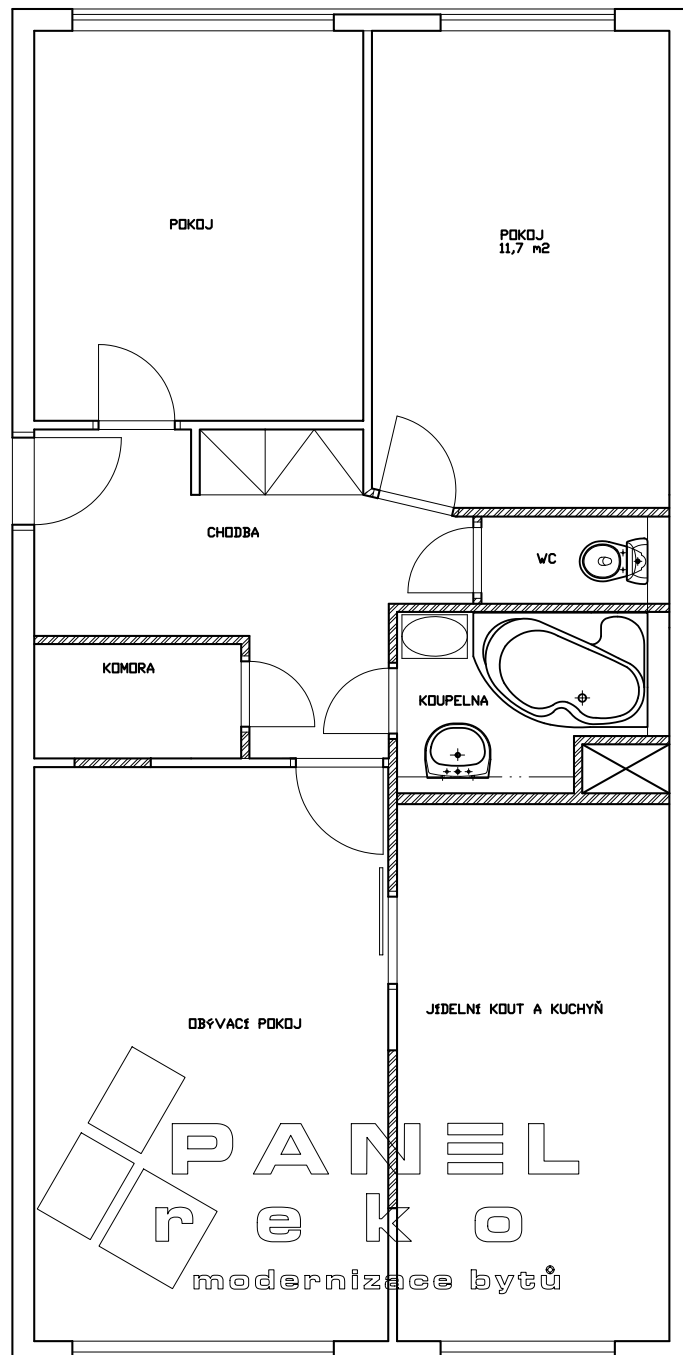 POKOJ
POKOJ
11,7 m2
CHODBA
WC
KOMORA
KOUPELNA
OBÝVACÍ POKOJ
JÍDELNÍ KOUT A KUCHYŇ
PANEL
reko
modernizace bytů